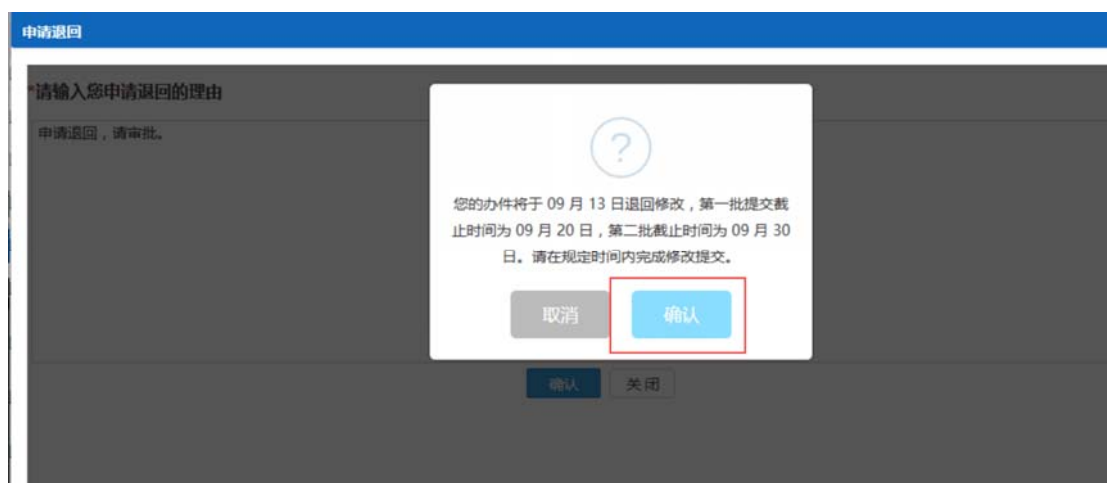 申请退回
*请输入您申请退回的理由
申请退回，请审批。
?
您的办件将于 09 月 13 日退回修改，第一批提交截
止时间为 09 月 20 日，第二批截止时间为 09 月 30
日。请在规定时间内完成修改提交。
取消 确认
确认 关闭